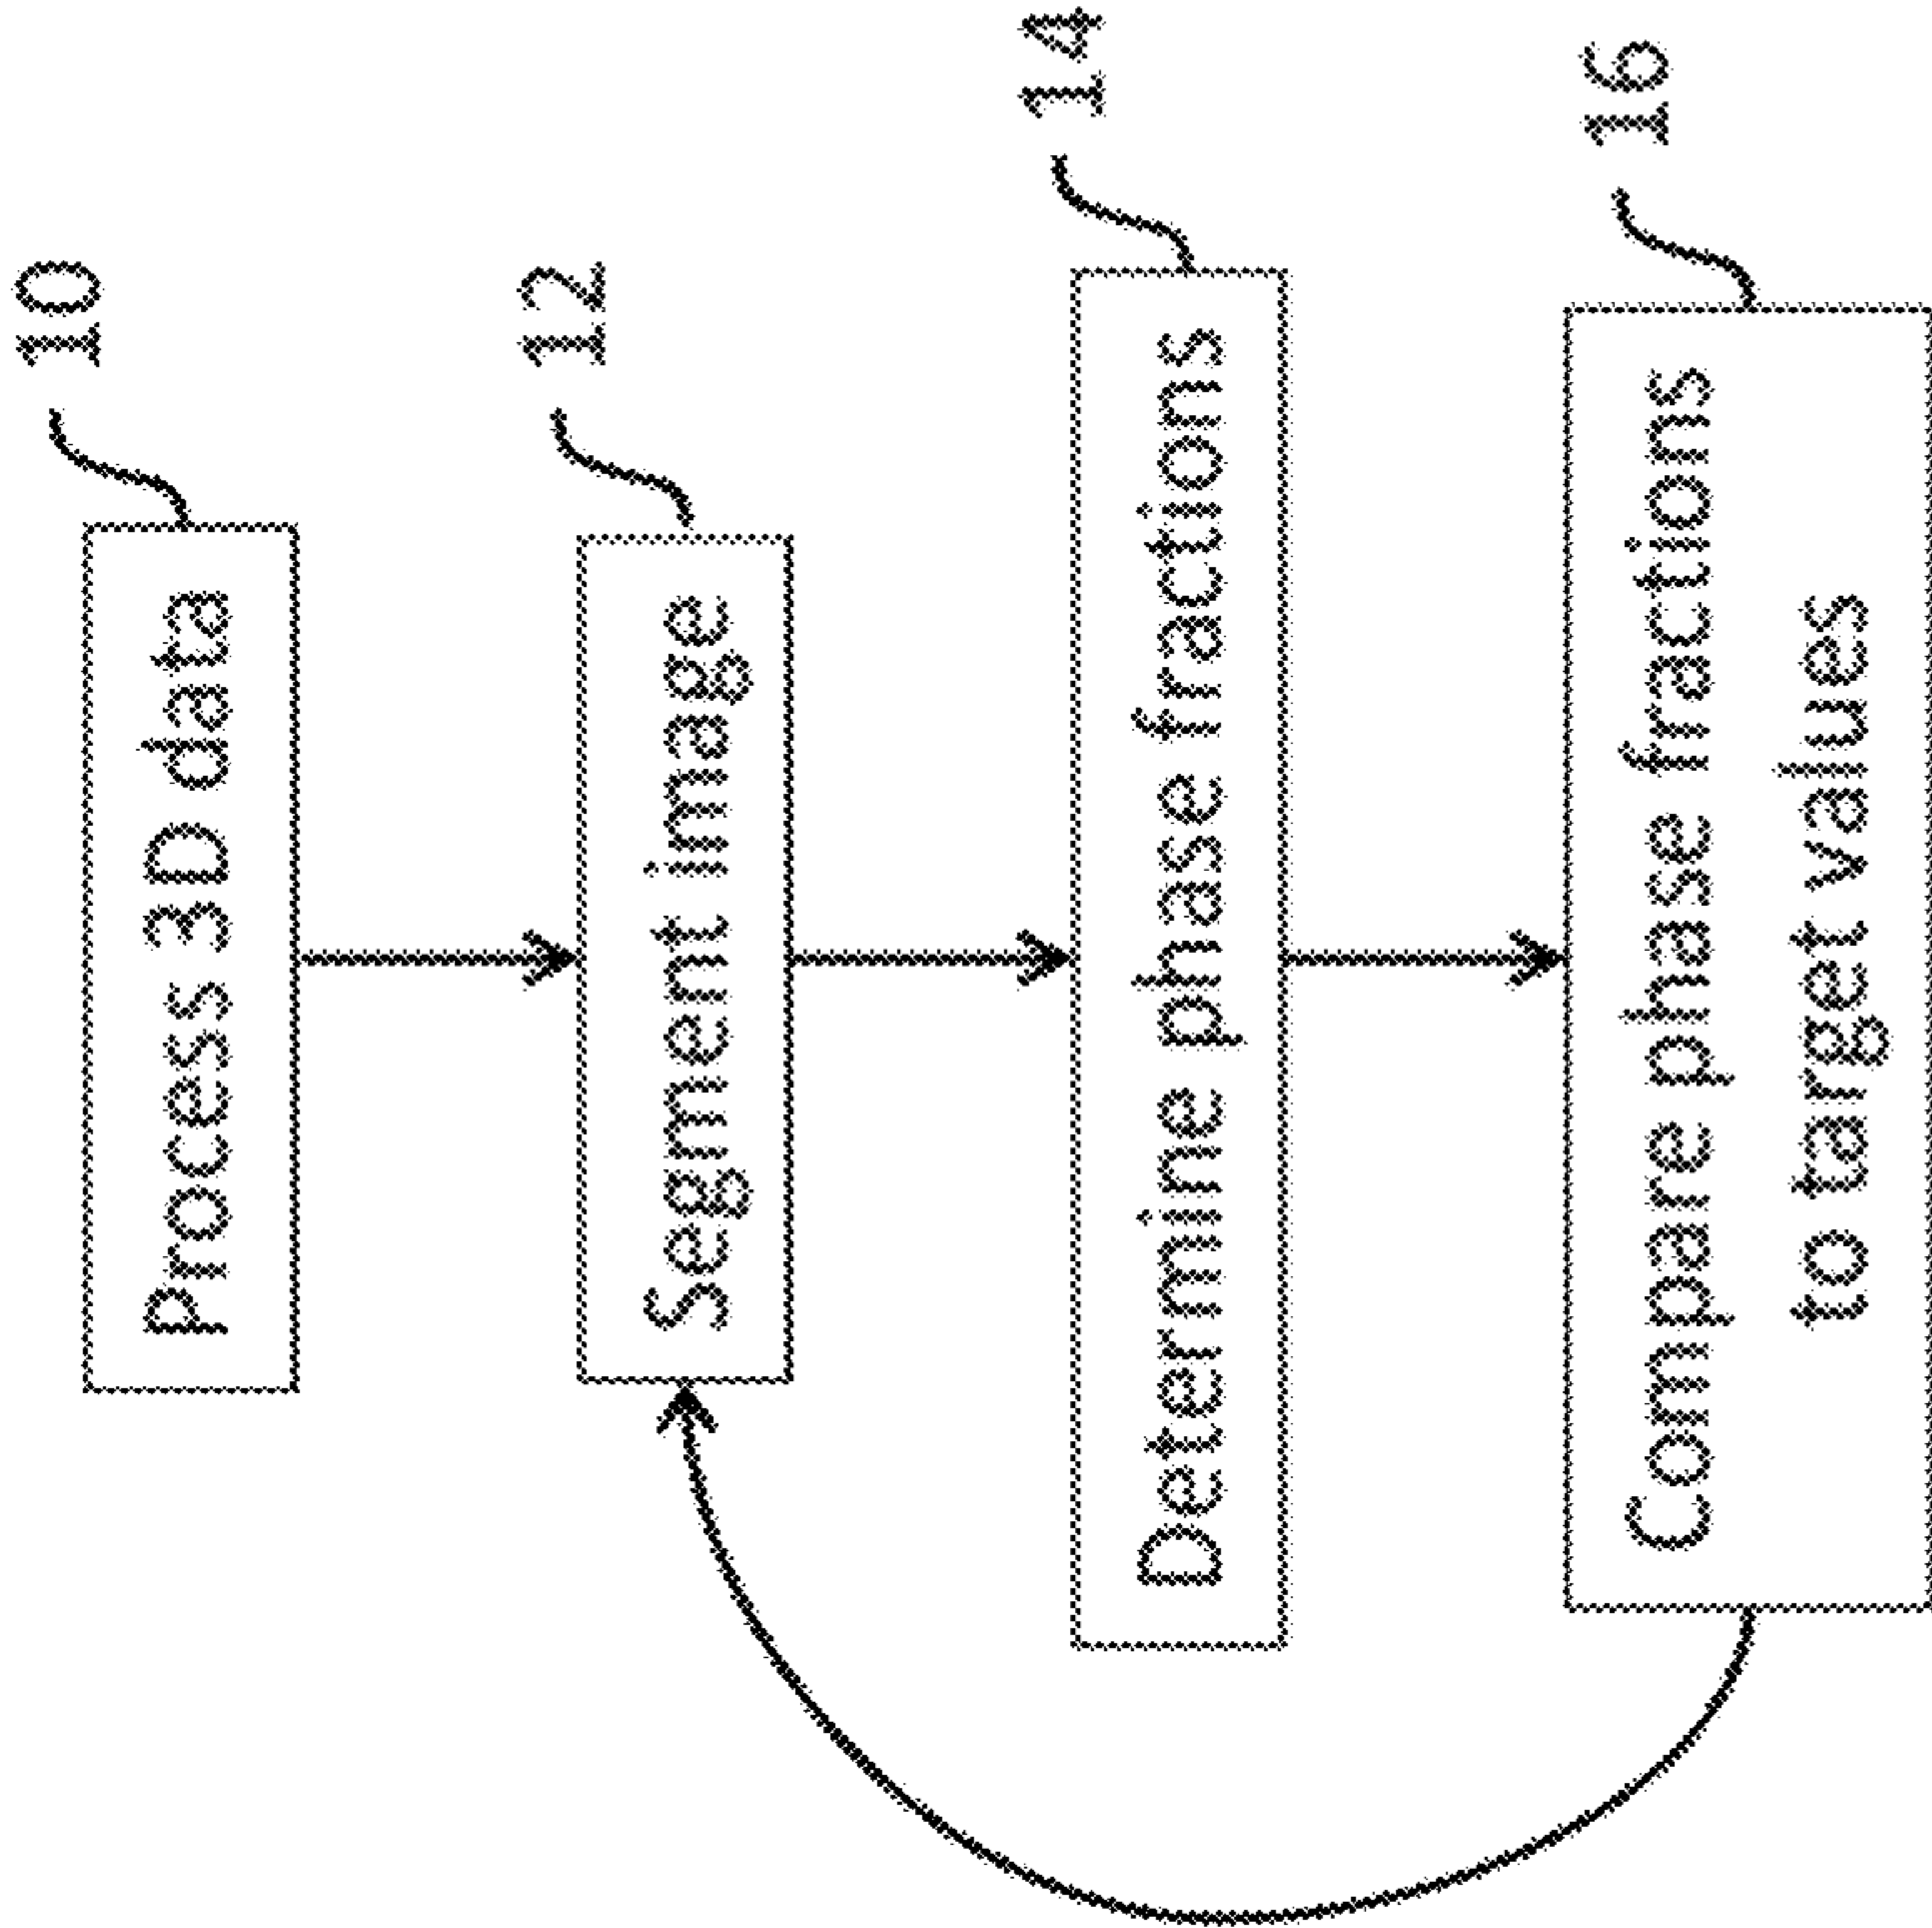 10
Process 3D data
12
Segment image
14
Determine phase fractions
16
Compare phase fractions
to target values